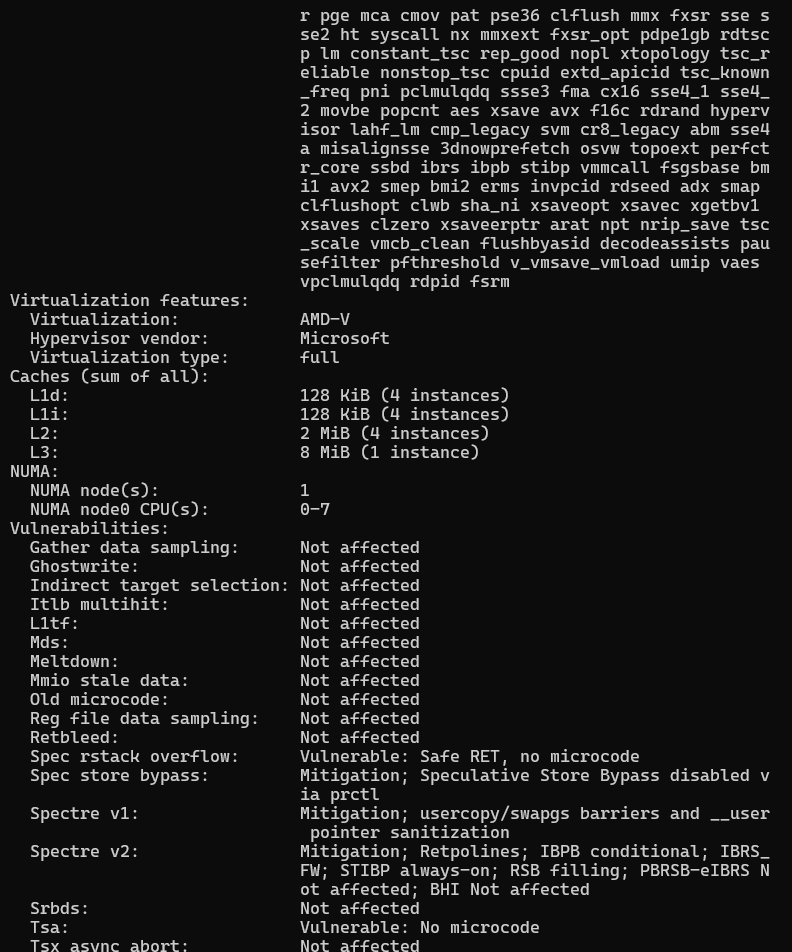 r pge mca cmov pat pse36 clflush mmx fxsr sse s
se2 ht syscall nx mmxext fxsr_opt pdpe1gb rdtsc
p lm constant_tsc rep_good nopl xtopology tsc_r
eliable nonstop_tsc cpuid extd_apicid tsc_known
_freq pni pclmulqdq ssse3 fma cx16 sse4_1 sse4_
2 movbe popcnt aes xsave avx f16c rdrand hyperv
isor lahf_lm cmp_legacy svm cr8_legacy abm sse4
a misalignsse 3dnowprefetch osvw topoext perfct
r_core ssbd ibrs ibpb stibp vmmcall fsgsbase bm
i1 avx2 smep bmi2 erms invpcid rdseed adx smap
clflushopt clwb sha_ni xsaveopt xsavec xgetbv1
xsaves clzero xsaveerptr arat npt nrip_save tsc
_scale vmcb_clean flushbyasid decodeassists pau
sefilter pfthreshold v_vmsave_vmload umip vaes
vpclmulqdq rdpid fsrm
Virtualization features:
Virtualization: AMD-V
Hypervisor vendor: Microsoft
Virtualization type: full
Caches (sum of all):
L1d: 128 KiB (4 instances)
L1i: 128 KiB (4 instances)
L2: 2 MiB (4 instances)
L3: 8 MiB (1 instance)
NUMA:
NUMA node(s): 1
NUMA node0 CPU(s): 0-7
Vulnerabilities:
Gather data sampling: Not affected
Ghostwrite: Not affected
Indirect target selection: Not affected
Itlb multihit: Not affected
L1tf: Not affected
Mds: Not affected
Meltdown: Not affected
Mmio stale data: Not affected
Old microcode: Not affected
Reg file data sampling: Not affected
Retbleed: Not affected
Spec rstack overflow: Vulnerable: Safe RET, no microcode
Spec store bypass: Mitigation; Speculative Store Bypass disabled v
ia prctl
Spectre v1: Mitigation; usercopy/swapgs barriers and __user
pointer sanitization
Spectre v2: Mitigation; Retpolines; IBPB conditional; IBRS_
FW; STIBP always-on; RSB filling; PBRSB-eIBRS N
ot affected; BHI Not affected
Srbds: Not affected
Tsa: Vulnerable: No microcode
Tsx async abort: Not affected